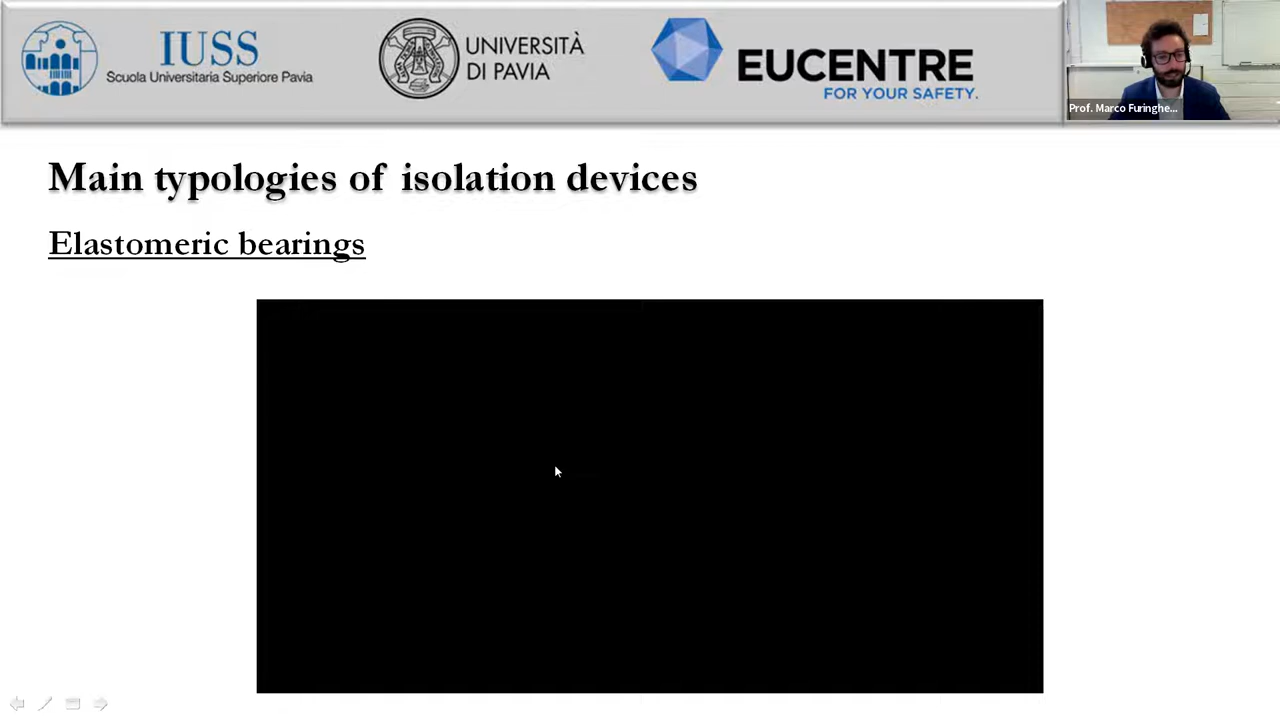 IUSS
Scuola Universitaria Superiore Pavia
UNIVERSITÀ
DI PAVIA
EUCENTRE
FOR YOUR SAFETY.
Prof. Marco Furinghe...
Main typologies of isolation devices
Elastomeric bearings